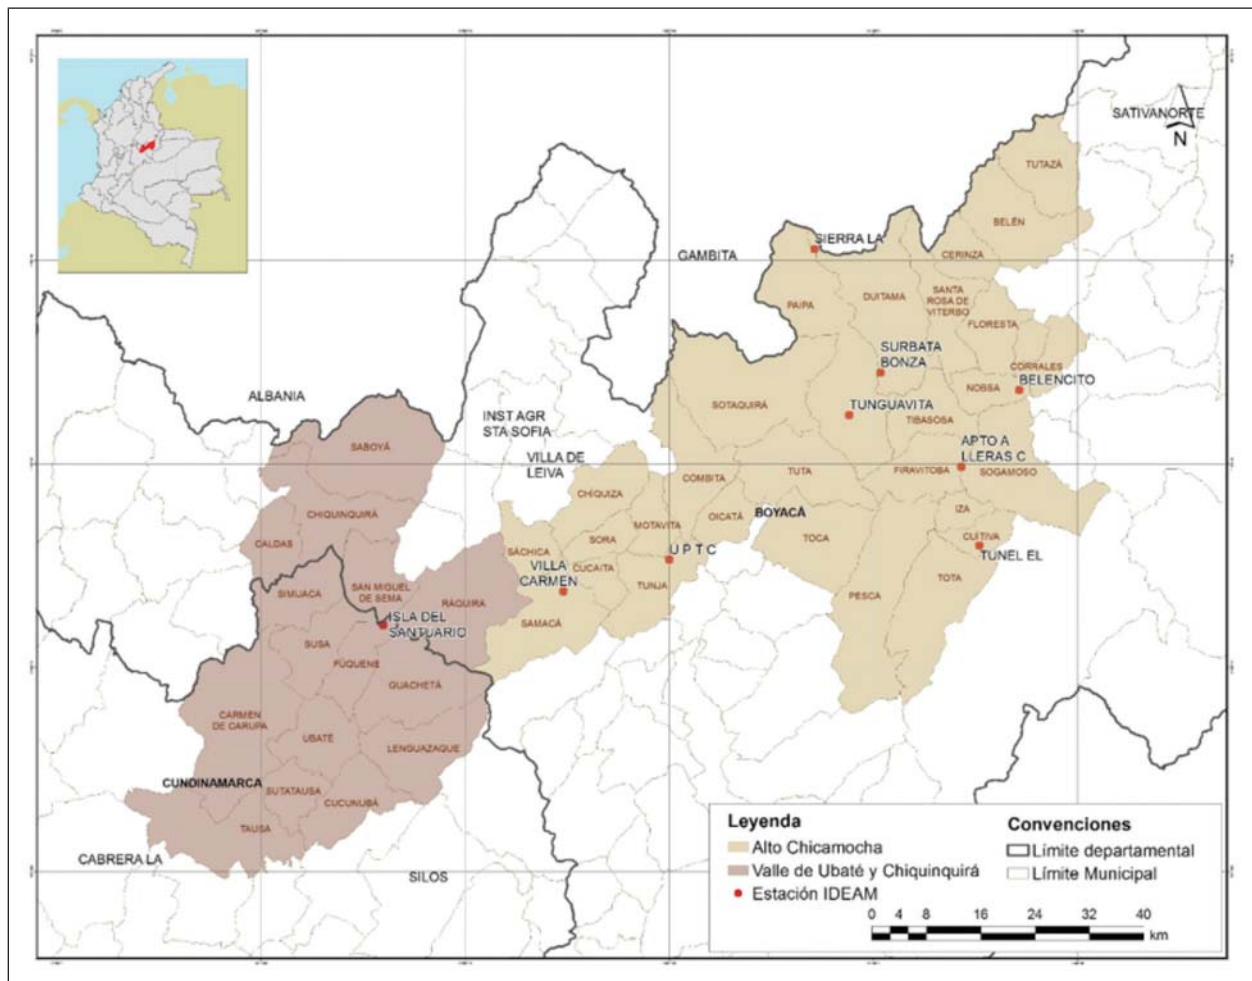 SATIVANORTE
N
TUTAZÁ
BELÉN
SIERRA LA
GAMBITA
CERINZA
PAIPA
DUITAMA
SANTA
ROSA DE
VITERBO
FLORESTA
SURBATA
BONZA
CORRALES
NOBSA
BELENCITO
ALBANIA
SOTAQUIRÁ
TUNGUAVITA
TIBASOSA
INST AGR
STA SOFIA
SABOYÁ
APTO A
LLERAS C
VILLA DE
LEIVA
COMBITA
TUTA
FIRAVITOBA
SOGAMOSO
CHÍQUIZA
CHIQUINQUIRÁ
MOTAVITA
OICATÁ
BOYACÁ
IZA
CALDAS
SORA
TOCA
CUÍTIVA
SÁCHICA
U P T C
TUNEL EL
VILLA
CARMEN
CUCAITA
TUNJA
TOTA
SIMIJACA
SAN MIGUEL
DE SEMA
RÁQUIRA
PESCA
ISLA DEL
SANTUARIO
SAMACÁ
SUSA
FÚQUENE
GUACHETÁ
CARMEN
DE CARUPA
UBATÉ
LENGUAZAQUE
CUNDINAMARCA
SUTATAUSA
CUCUNUBÁ
TAUSA
CABRERA LA
SILOS
Leyenda
Alto Chicamocha
Valle de Ubaté y Chiquinquirá
Estación IDEAM
Convenciones
Límite departamental
Límite Municipal
0 4 8 16 24 32 40
km